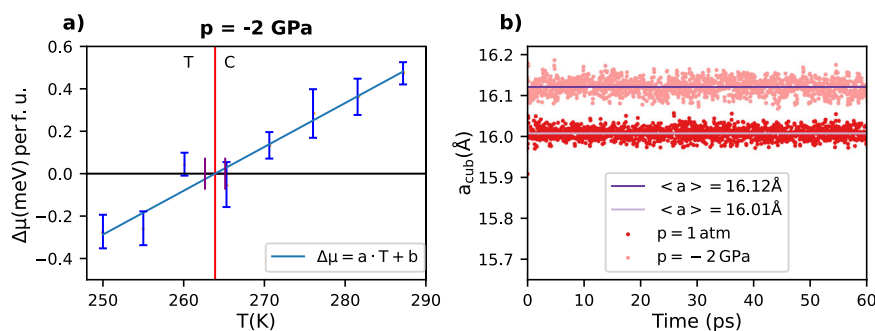 a)
p = -2 GPa
Δμ(meV) per f. u.
0.6
0.4
0.2
0.0
−0.2
−0.4
T
C
Δμ = a · T + b
250
260
270
280
290
T(K)
b)
a_cub(Å)
16.2
16.1
16.0
15.9
15.8
15.7
< a > = 16.12Å
< a > = 16.01Å
p = 1 atm
p = − 2 GPa
0
10
20
30
40
50
60
Time (ps)